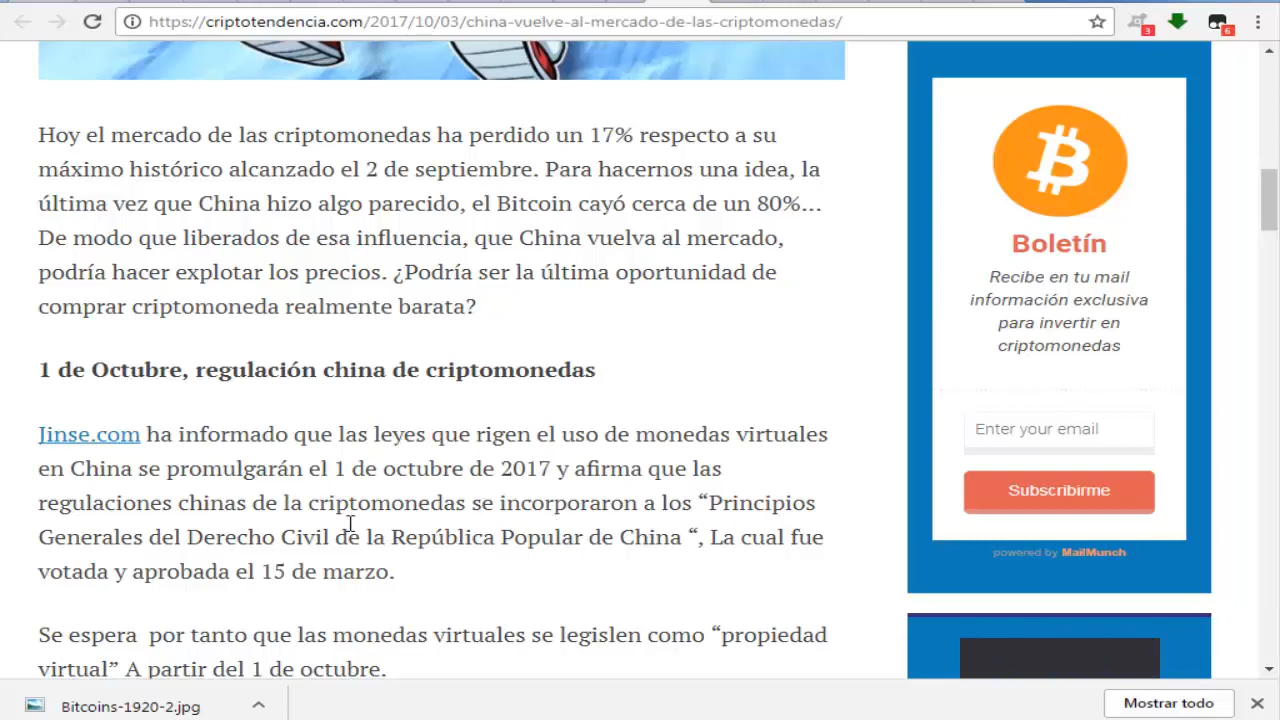 https://criptotendencia.com/2017/10/03/china-vuelve-al-mercado-de-las-criptomonedas/
3
6
Hoy el mercado de las criptomonedas ha perdido un 17% respecto a su
máximo histórico alcanzado el 2 de septiembre. Para hacernos una idea, la
última vez que China hizo algo parecido, el Bitcoin cayó cerca de un 80%...
De modo que liberados de esa influencia, que China vuelva al mercado,
podría hacer explotar los precios. ¿Podría ser la última oportunidad de
comprar criptomoneda realmente barata?
1 de Octubre, regulación china de criptomonedas
Jinse.com ha informado que las leyes que rigen el uso de monedas virtuales
en China se promulgarán el 1 de octubre de 2017 y afirma que las
regulaciones chinas de la criptomonedas se incorporaron a los “Principios
Generales del Derecho Civil de la República Popular de China “, La cual fue
votada y aprobada el 15 de marzo.
Se espera  por tanto que las monedas virtuales se legislen como “propiedad
virtual” A partir del 1 de octubre.
Boletín
Recibe en tu mail
información exclusiva
para invertir en
criptomonedas
Enter your email
Subscribirme
powered by MailMunch
Bitcoins-1920-2.jpg
Mostrar todo